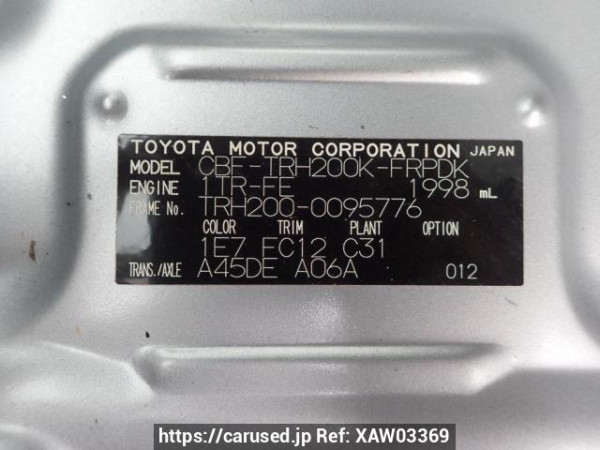 TOYOTA MOTOR CORPORATION JAPAN
MODEL CBF-TRH200K-FRPDK
ENGINE 1TR-FE 1998 mL
FRAME No. TRH200-0095776
COLOR TRIM PLANT OPTION
1E7 FC12 C31
TRANS./AXLE A45DE A06A 012
https://carused.jp Ref: XAW03369